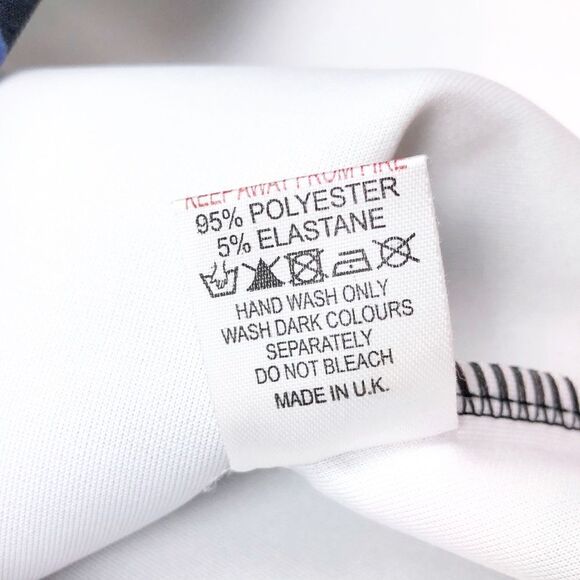 KEEP AWAY FROM FIRE
95% POLYESTER
5% ELASTANE
HAND WASH ONLY
WASH DARK COLOURS
SEPARATELY
DO NOT BLEACH
MADE IN U.K.